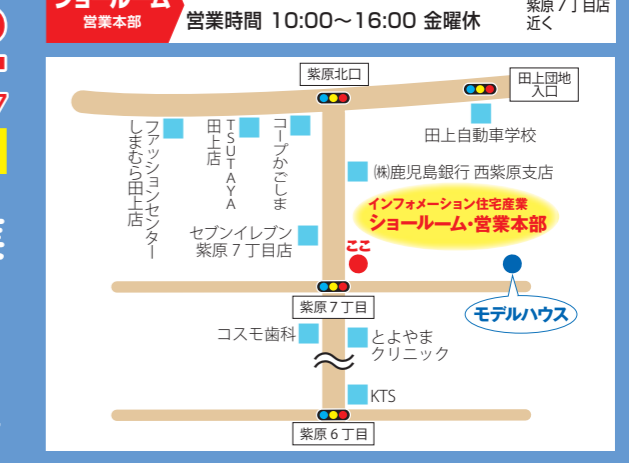 ショールーム
営業本部
営業時間 10:00〜16:00 金曜休
紫原7丁目店
近く
紫原北口
田上団地
入口
ファッションセンター
しまむら田上店
TSUTAYA
田上店
コープかごしま
田上自動車学校
㈱鹿児島銀行 西紫原支店
インフォメーション住宅産業
ショールーム・営業本部
セブンイレブン
紫原7丁目店
ここ
紫原7丁目
モデルハウス
コスモ歯科
とよやま
クリニック
KTS
紫原6丁目